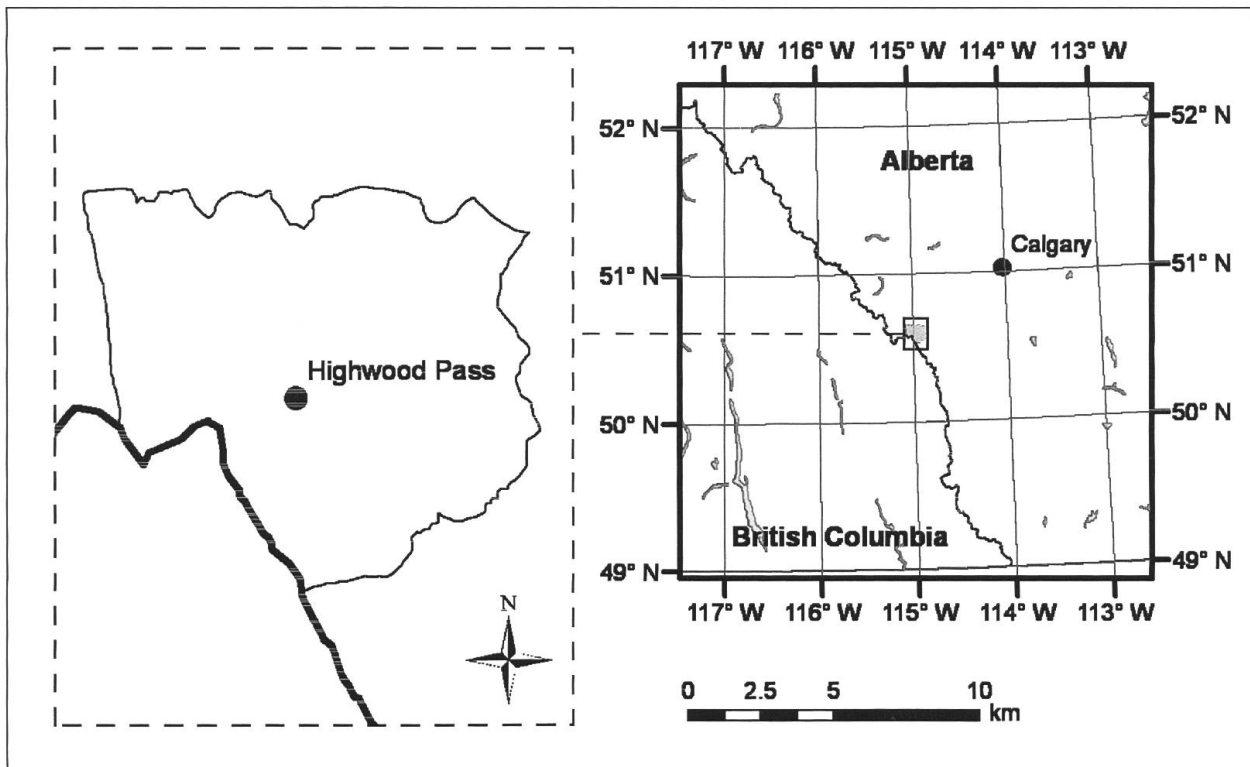 Highwood Pass
N
117° W 116° W 115° W 114° W 113° W
52° N
52° N
Alberta
Calgary
51° N
51° N
50° N
50° N
British Columbia
49° N
49° N
117° W 116° W 115° W 114° W 113° W
0 2.5 5 10
km